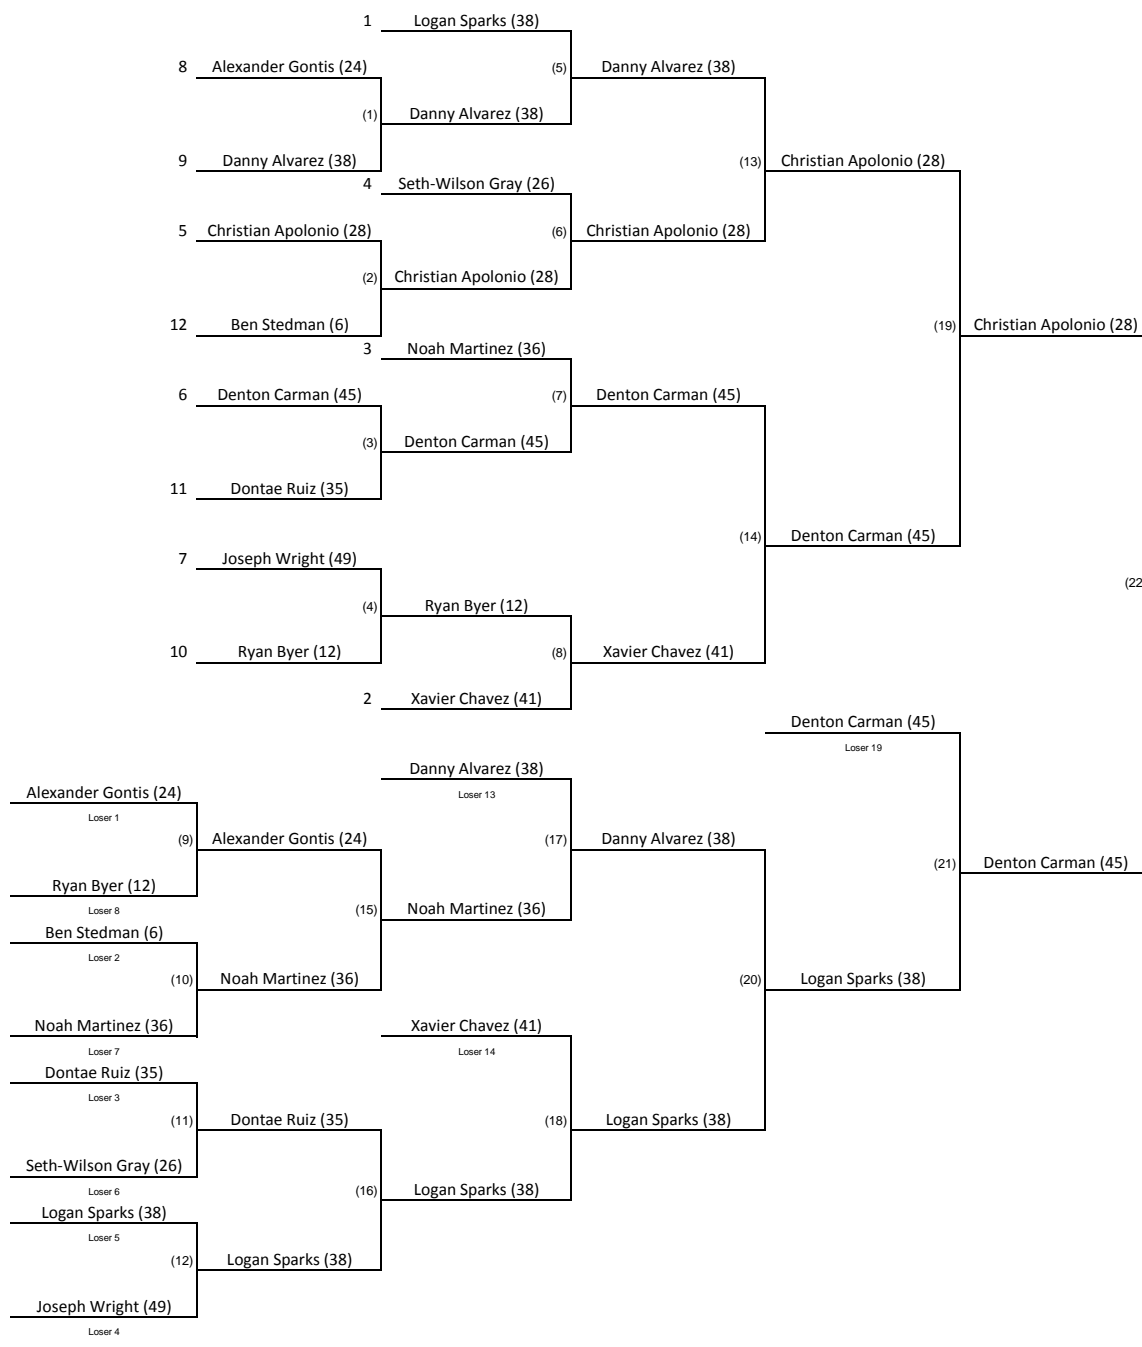 1 Logan Sparks (38)
8 Alexander Gontis (24) (5) Danny Alvarez (38)
(1) Danny Alvarez (38)
9 Danny Alvarez (38) (13) Christian Apolonio (28)
4 Seth-Wilson Gray (26)
5 Christian Apolonio (28) (6) Christian Apolonio (28)
(2) Christian Apolonio (28)
12 Ben Stedman (6) (19) Christian Apolonio (28)
3 Noah Martinez (36)
6 Denton Carman (45) (7) Denton Carman (45)
(3) Denton Carman (45)
11 Dontae Ruiz (35)
(14) Denton Carman (45)
7 Joseph Wright (49)
(22
(4) Ryan Byer (12)
10 Ryan Byer (12) (8) Xavier Chavez (41)
2 Xavier Chavez (41)
Denton Carman (45)
Loser 19
Danny Alvarez (38)
Alexander Gontis (24) Loser 13
Loser 1
(9) Alexander Gontis (24) (17) Danny Alvarez (38)
(21) Denton Carman (45)
Ryan Byer (12)
Loser 8 (15) Noah Martinez (36)
Ben Stedman (6)
Loser 2
(10) Noah Martinez (36) (20) Logan Sparks (38)
Noah Martinez (36) Xavier Chavez (41)
Loser 7 Loser 14
Dontae Ruiz (35)
Loser 3
(11) Dontae Ruiz (35) (18) Logan Sparks (38)
Seth-Wilson Gray (26)
Loser 6 (16) Logan Sparks (38)
Logan Sparks (38)
Loser 5
(12) Logan Sparks (38)
Joseph Wright (49)
Loser 4